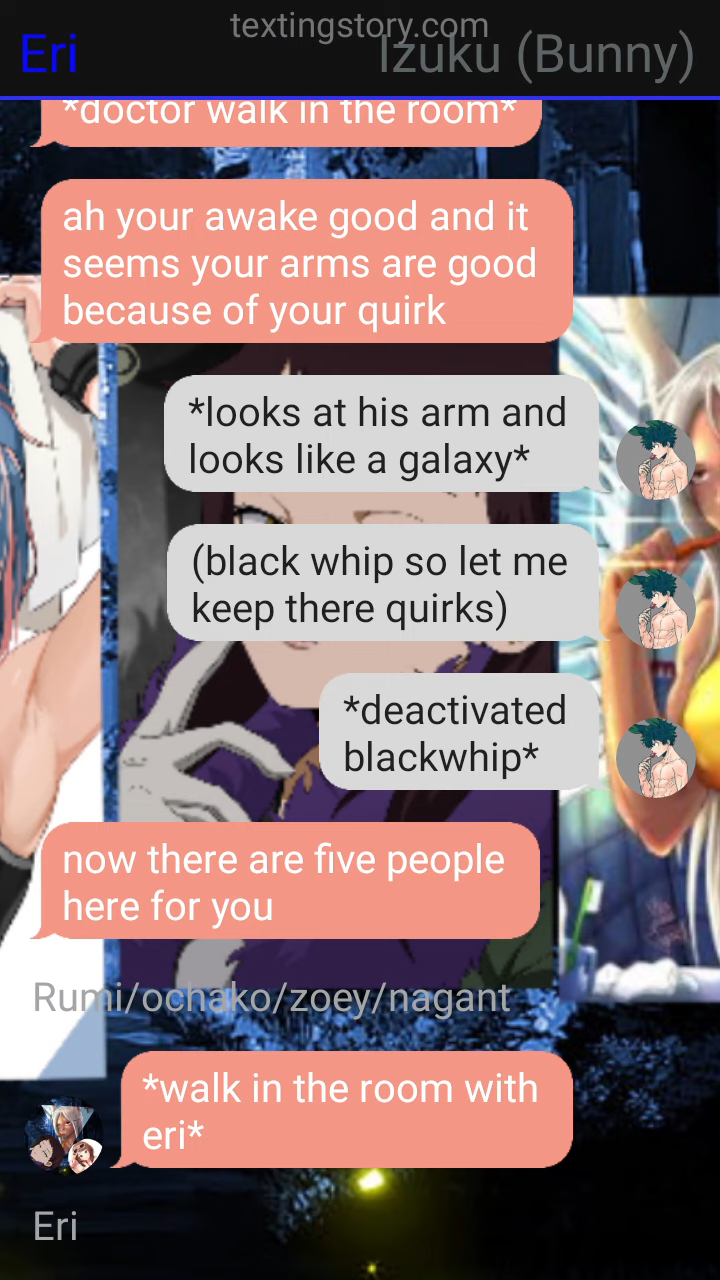 textingstory.com
Eri
Izuku (Bunny)
*doctor walk in the room*
ah your awake good and it
seems your arms are good
because of your quirk
*looks at his arm and
looks like a galaxy*
(black whip so let me
keep there quirks)
*deactivated
blackwhip*
now there are five people
here for you
Rumi/ochako/zoey/nagant
*walk in the room with
eri*
Eri